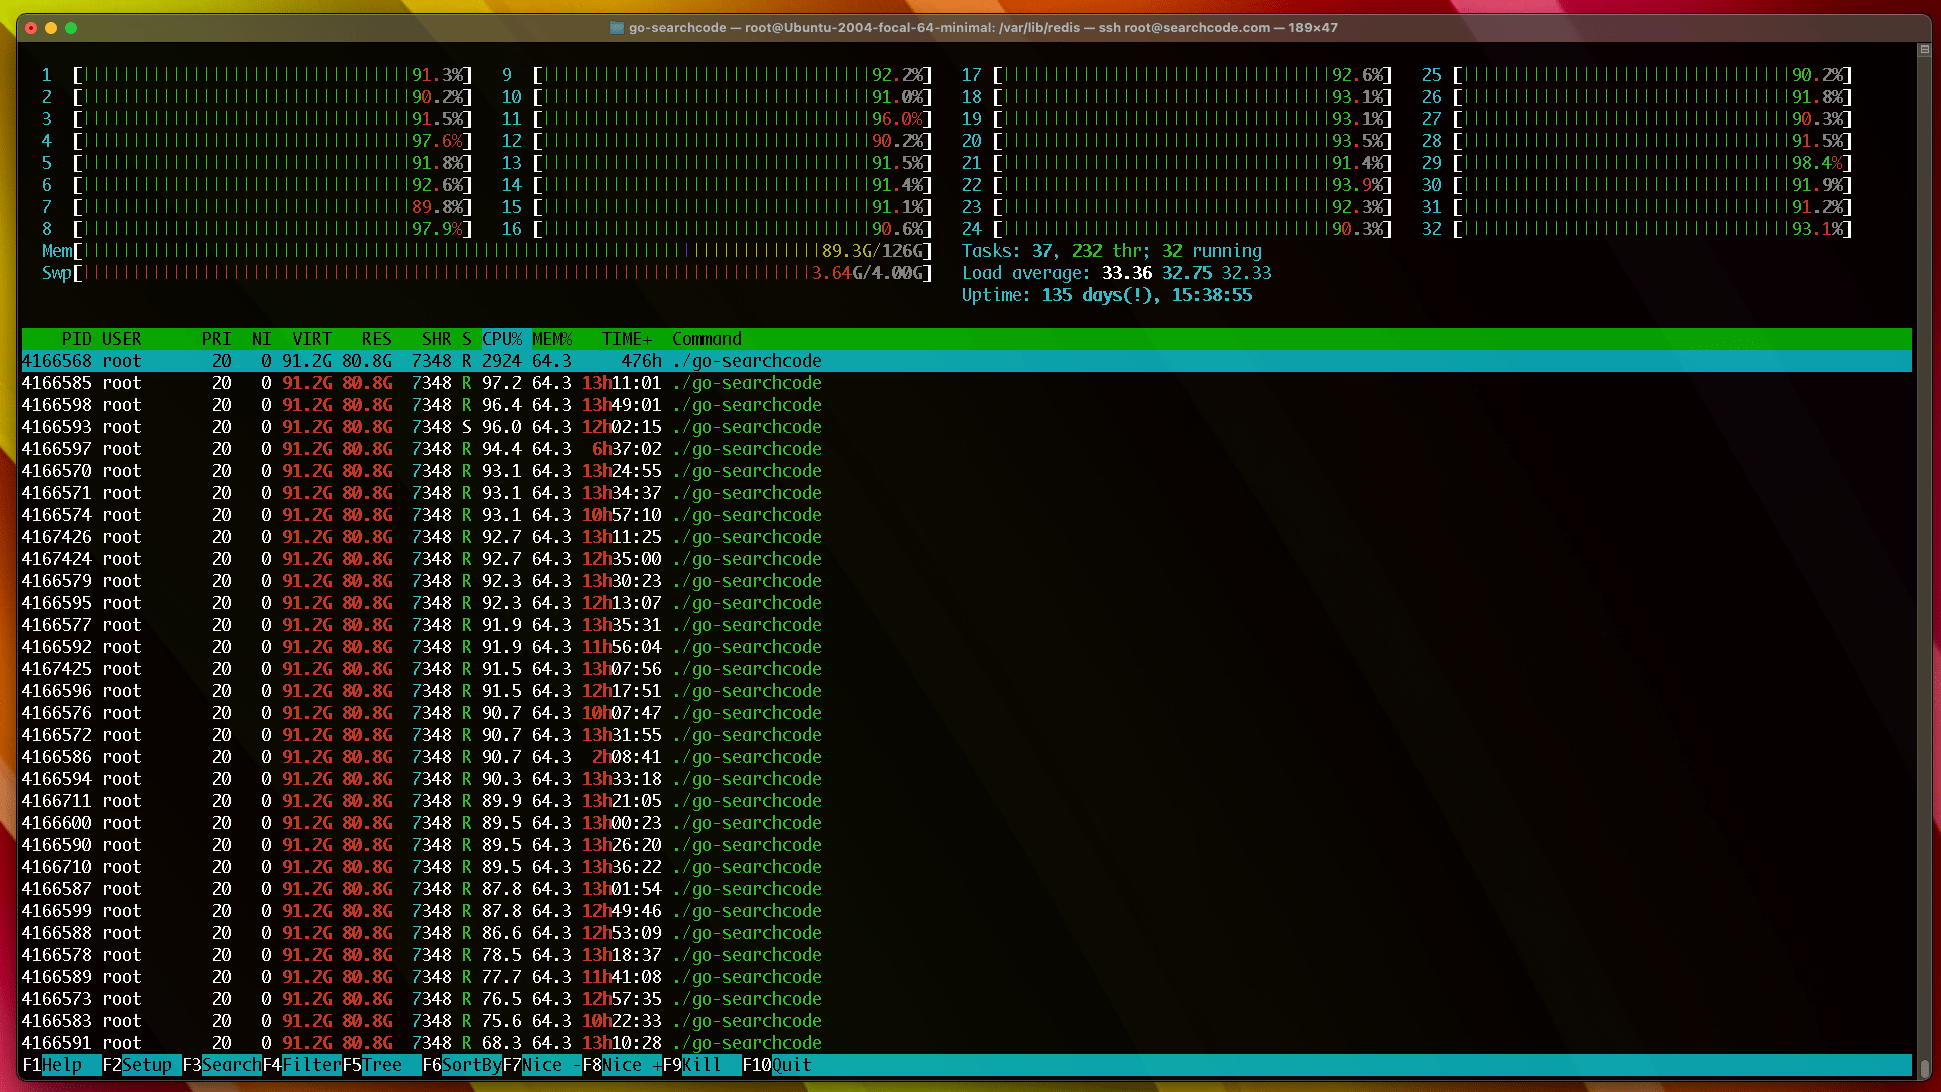 go-searchcode — root@Ubuntu-2004-focal-64-minimal: /var/lib/redis — ssh root@searchcode.com — 189×47
1 [91.3%] 9 [92.2%] 17 [92.6%] 25 [90.2%]
2 [90.2%] 10 [91.0%] 18 [93.1%] 26 [91.8%]
3 [91.5%] 11 [96.0%] 19 [93.1%] 27 [90.3%]
4 [97.6%] 12 [90.2%] 20 [93.5%] 28 [91.5%]
5 [91.8%] 13 [91.5%] 21 [91.4%] 29 [98.4%]
6 [92.6%] 14 [91.4%] 22 [93.9%] 30 [91.9%]
7 [89.8%] 15 [91.1%] 23 [92.3%] 31 [91.2%]
8 [97.9%] 16 [90.6%] 24 [90.3%] 32 [93.1%]
Mem[89.3G/126G] Tasks: 37, 232 thr; 32 running
Swp[3.64G/4.00G] Load average: 33.36 32.75 32.33
Uptime: 135 days(!), 15:38:55
PID USER PRI NI VIRT RES SHR S CPU% MEM% TIME+ Command
4166568 root 20 0 91.2G 80.8G 7348 R 2924 64.3 476h ./go-searchcode
4166585 root 20 0 91.2G 80.8G 7348 R 97.2 64.3 13h11:01 ./go-searchcode
4166598 root 20 0 91.2G 80.8G 7348 R 96.4 64.3 13h49:01 ./go-searchcode
4166593 root 20 0 91.2G 80.8G 7348 S 96.0 64.3 12h02:15 ./go-searchcode
4166597 root 20 0 91.2G 80.8G 7348 R 94.4 64.3 6h37:02 ./go-searchcode
4166570 root 20 0 91.2G 80.8G 7348 R 93.1 64.3 13h24:55 ./go-searchcode
4166571 root 20 0 91.2G 80.8G 7348 R 93.1 64.3 13h34:37 ./go-searchcode
4166574 root 20 0 91.2G 80.8G 7348 R 93.1 64.3 10h57:10 ./go-searchcode
4167426 root 20 0 91.2G 80.8G 7348 R 92.7 64.3 13h11:25 ./go-searchcode
4167424 root 20 0 91.2G 80.8G 7348 R 92.7 64.3 12h35:00 ./go-searchcode
4166579 root 20 0 91.2G 80.8G 7348 R 92.3 64.3 13h30:23 ./go-searchcode
4166595 root 20 0 91.2G 80.8G 7348 R 92.3 64.3 12h13:07 ./go-searchcode
4166577 root 20 0 91.2G 80.8G 7348 R 91.9 64.3 13h35:31 ./go-searchcode
4166592 root 20 0 91.2G 80.8G 7348 R 91.9 64.3 11h56:04 ./go-searchcode
4167425 root 20 0 91.2G 80.8G 7348 R 91.5 64.3 13h07:56 ./go-searchcode
4166596 root 20 0 91.2G 80.8G 7348 R 91.5 64.3 12h17:51 ./go-searchcode
4166576 root 20 0 91.2G 80.8G 7348 R 90.7 64.3 10h07:47 ./go-searchcode
4166572 root 20 0 91.2G 80.8G 7348 R 90.7 64.3 13h31:55 ./go-searchcode
4166586 root 20 0 91.2G 80.8G 7348 R 90.7 64.3 2h08:41 ./go-searchcode
4166594 root 20 0 91.2G 80.8G 7348 R 90.3 64.3 13h33:18 ./go-searchcode
4166711 root 20 0 91.2G 80.8G 7348 R 89.9 64.3 13h21:05 ./go-searchcode
4166600 root 20 0 91.2G 80.8G 7348 R 89.5 64.3 13h00:23 ./go-searchcode
4166590 root 20 0 91.2G 80.8G 7348 R 89.5 64.3 13h26:20 ./go-searchcode
4166710 root 20 0 91.2G 80.8G 7348 R 89.5 64.3 13h36:22 ./go-searchcode
4166587 root 20 0 91.2G 80.8G 7348 R 87.8 64.3 13h01:54 ./go-searchcode
4166599 root 20 0 91.2G 80.8G 7348 R 87.8 64.3 12h49:46 ./go-searchcode
4166588 root 20 0 91.2G 80.8G 7348 R 86.6 64.3 12h53:09 ./go-searchcode
4166578 root 20 0 91.2G 80.8G 7348 R 78.5 64.3 13h18:37 ./go-searchcode
4166589 root 20 0 91.2G 80.8G 7348 R 77.7 64.3 11h41:08 ./go-searchcode
4166573 root 20 0 91.2G 80.8G 7348 R 76.5 64.3 12h57:35 ./go-searchcode
4166583 root 20 0 91.2G 80.8G 7348 R 75.6 64.3 10h22:33 ./go-searchcode
4166591 root 20 0 91.2G 80.8G 7348 R 68.3 64.3 13h10:28 ./go-searchcode
F1Help F2Setup F3SearchF4FilterF5Tree F6SortByF7Nice -F8Nice +F9Kill F10Quit